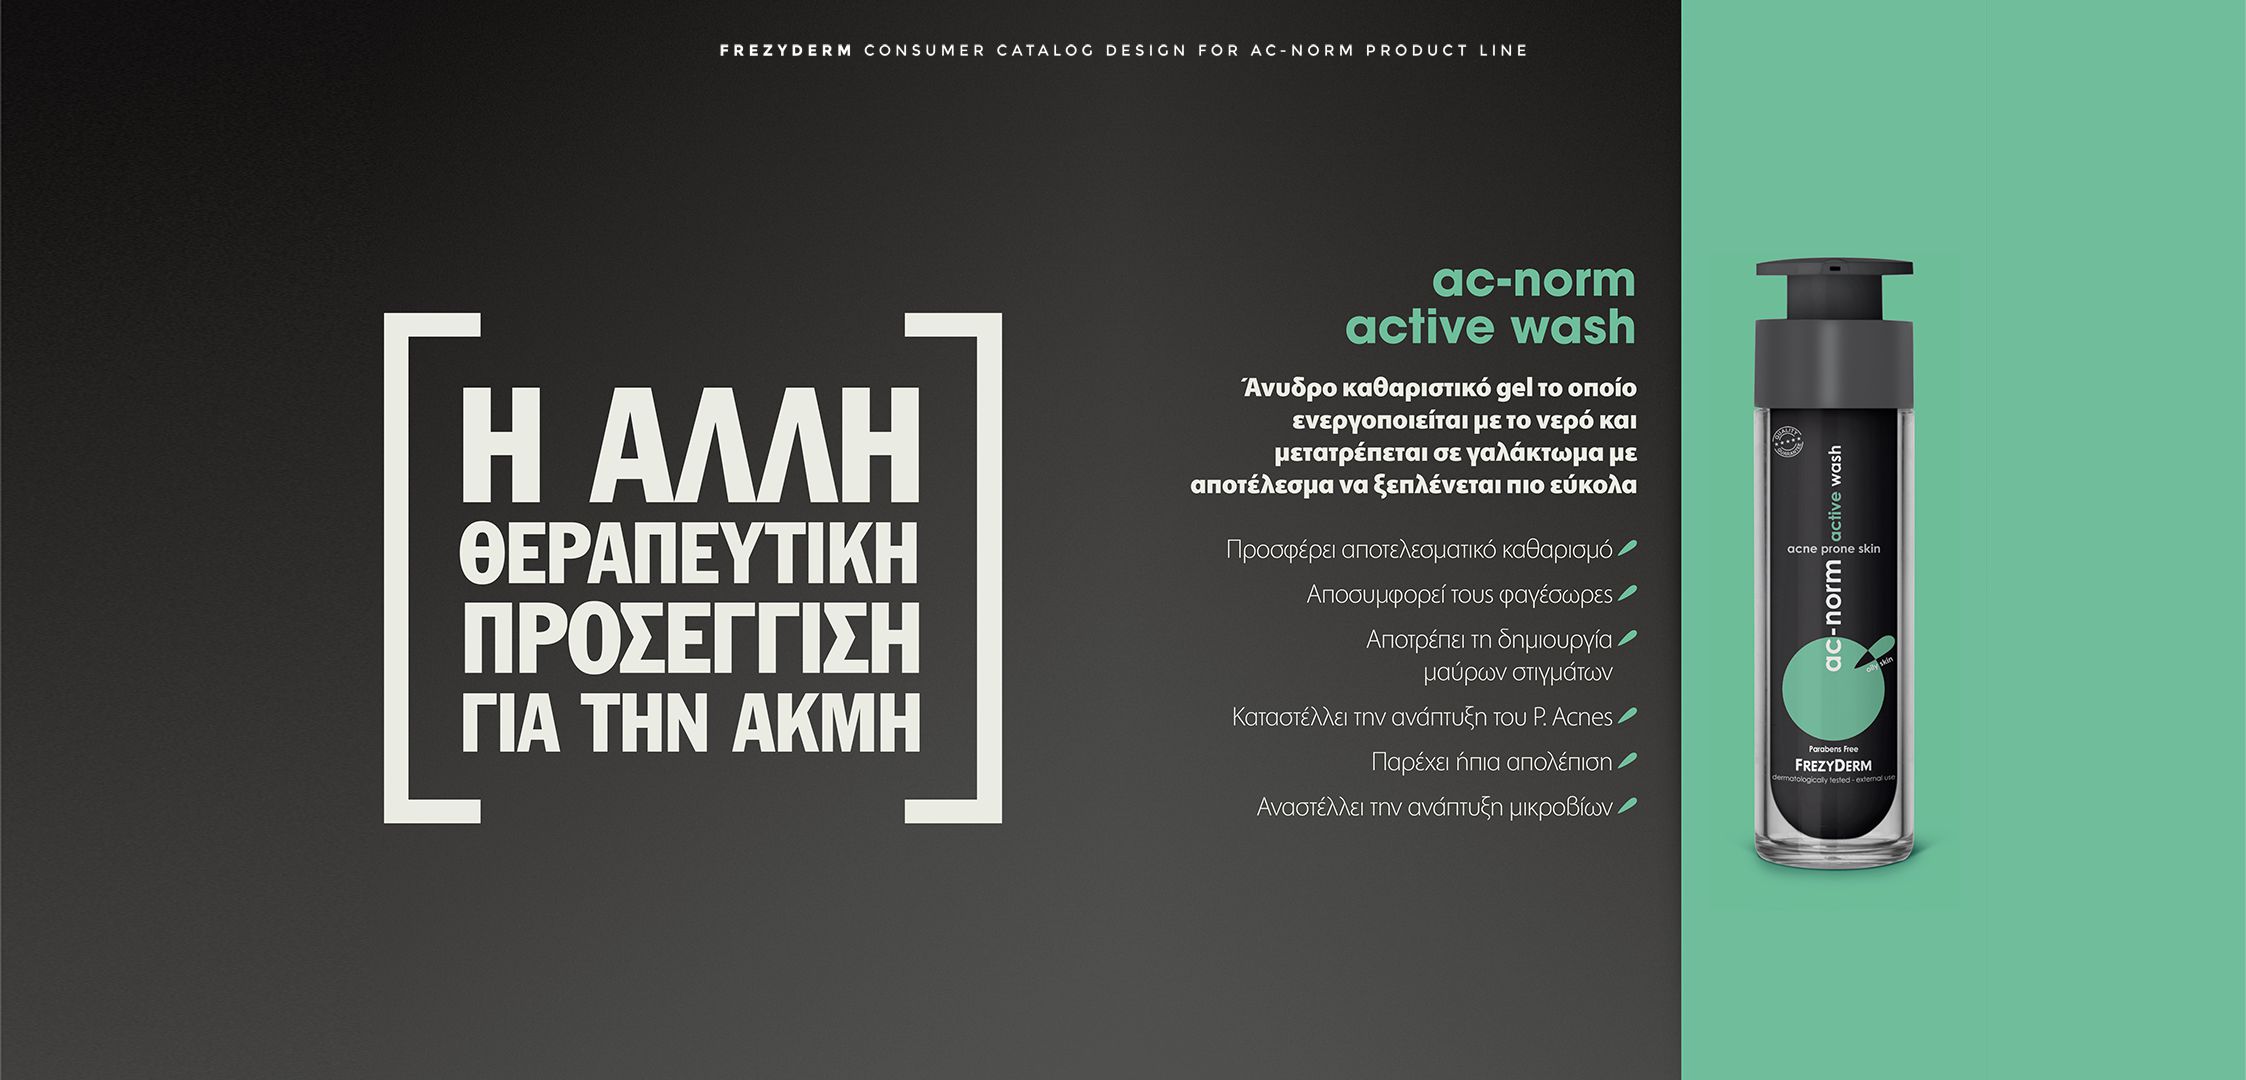 FREZYDERM CONSUMER CATALOG DESIGN FOR AC-NORM PRODUCT LINE
Η ΑΛΛΗ
ΘΕΡΑΠΕΥΤΙΚΗ
ΠΡΟΣΕΓΓΙΣΗ
ΓΙΑ ΤΗΝ ΑΚΜΗ
ac-norm
active wash
Άνυδρο καθαριστικό gel το οποίο
ενεργοποιείται με το νερό και
μετατρέπεται σε γαλάκτωμα με
αποτέλεσμα να ξεπλένεται πιο εύκολα
Προσφέρει αποτελεσματικό καθαρισμό
Αποσυμφορεί τους φαγέσωρες
Αποτρέπει τη δημιουργία
μαύρων στιγμάτων
Καταστέλλει την ανάπτυξη του P. Acnes
Παρέχει ήπια απολέπιση
Αναστέλλει την ανάπτυξη μικροβίων
QUALITY
GUARANTEE
ac-norm active wash
acne prone skin
oily skin
Parabens Free
FREZYDERM
dermatologically tested - external use